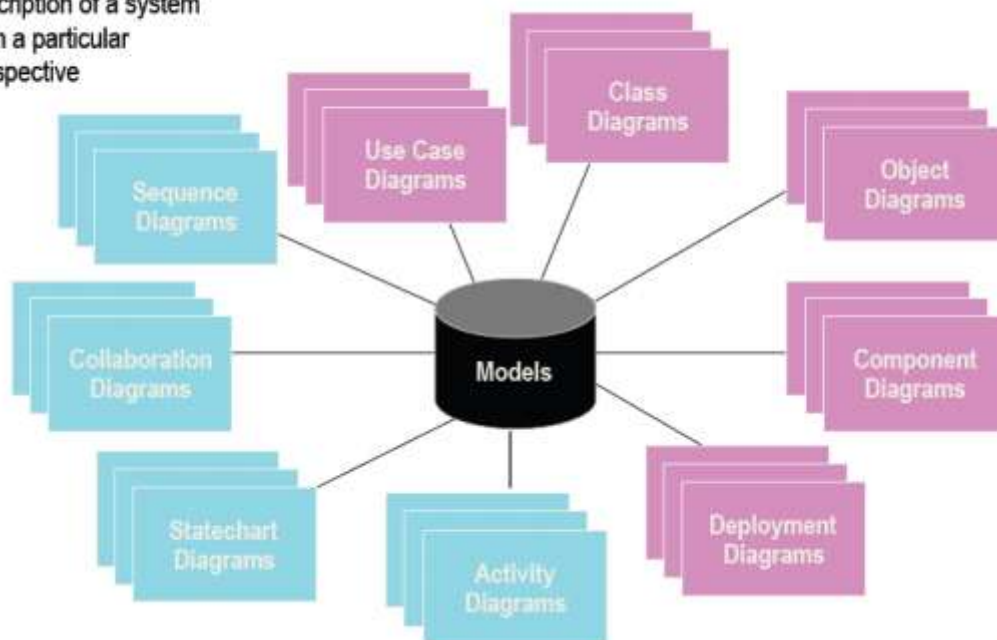 cription of a system
a particular
spective
Class
Diagrams
Use Case
Diagrams
Object
Diagrams
Sequence
Diagrams
Collaboration
Diagrams
Models
Component
Diagrams
Statechart
Diagrams
Activity
Diagrams
Deployment
Diagrams